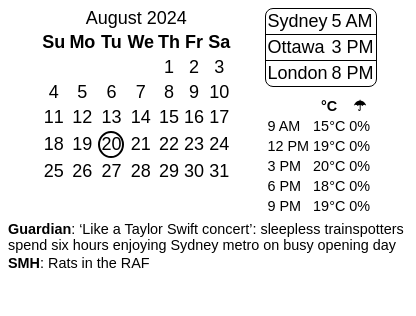 August 2024
Su Mo Tu We Th Fr Sa
1 2 3
4 5 6 7 8 9 10
11 12 13 14 15 16 17
18 19 20 21 22 23 24
25 26 27 28 29 30 31
Sydney 5 AM
Ottawa 3 PM
London 8 PM
°C ☂
9 AM 15°C 0%
12 PM 19°C 0%
3 PM 20°C 0%
6 PM 18°C 0%
9 PM 19°C 0%
Guardian: ‘Like a Taylor Swift concert’: sleepless trainspotters
spend six hours enjoying Sydney metro on busy opening day
SMH: Rats in the RAF